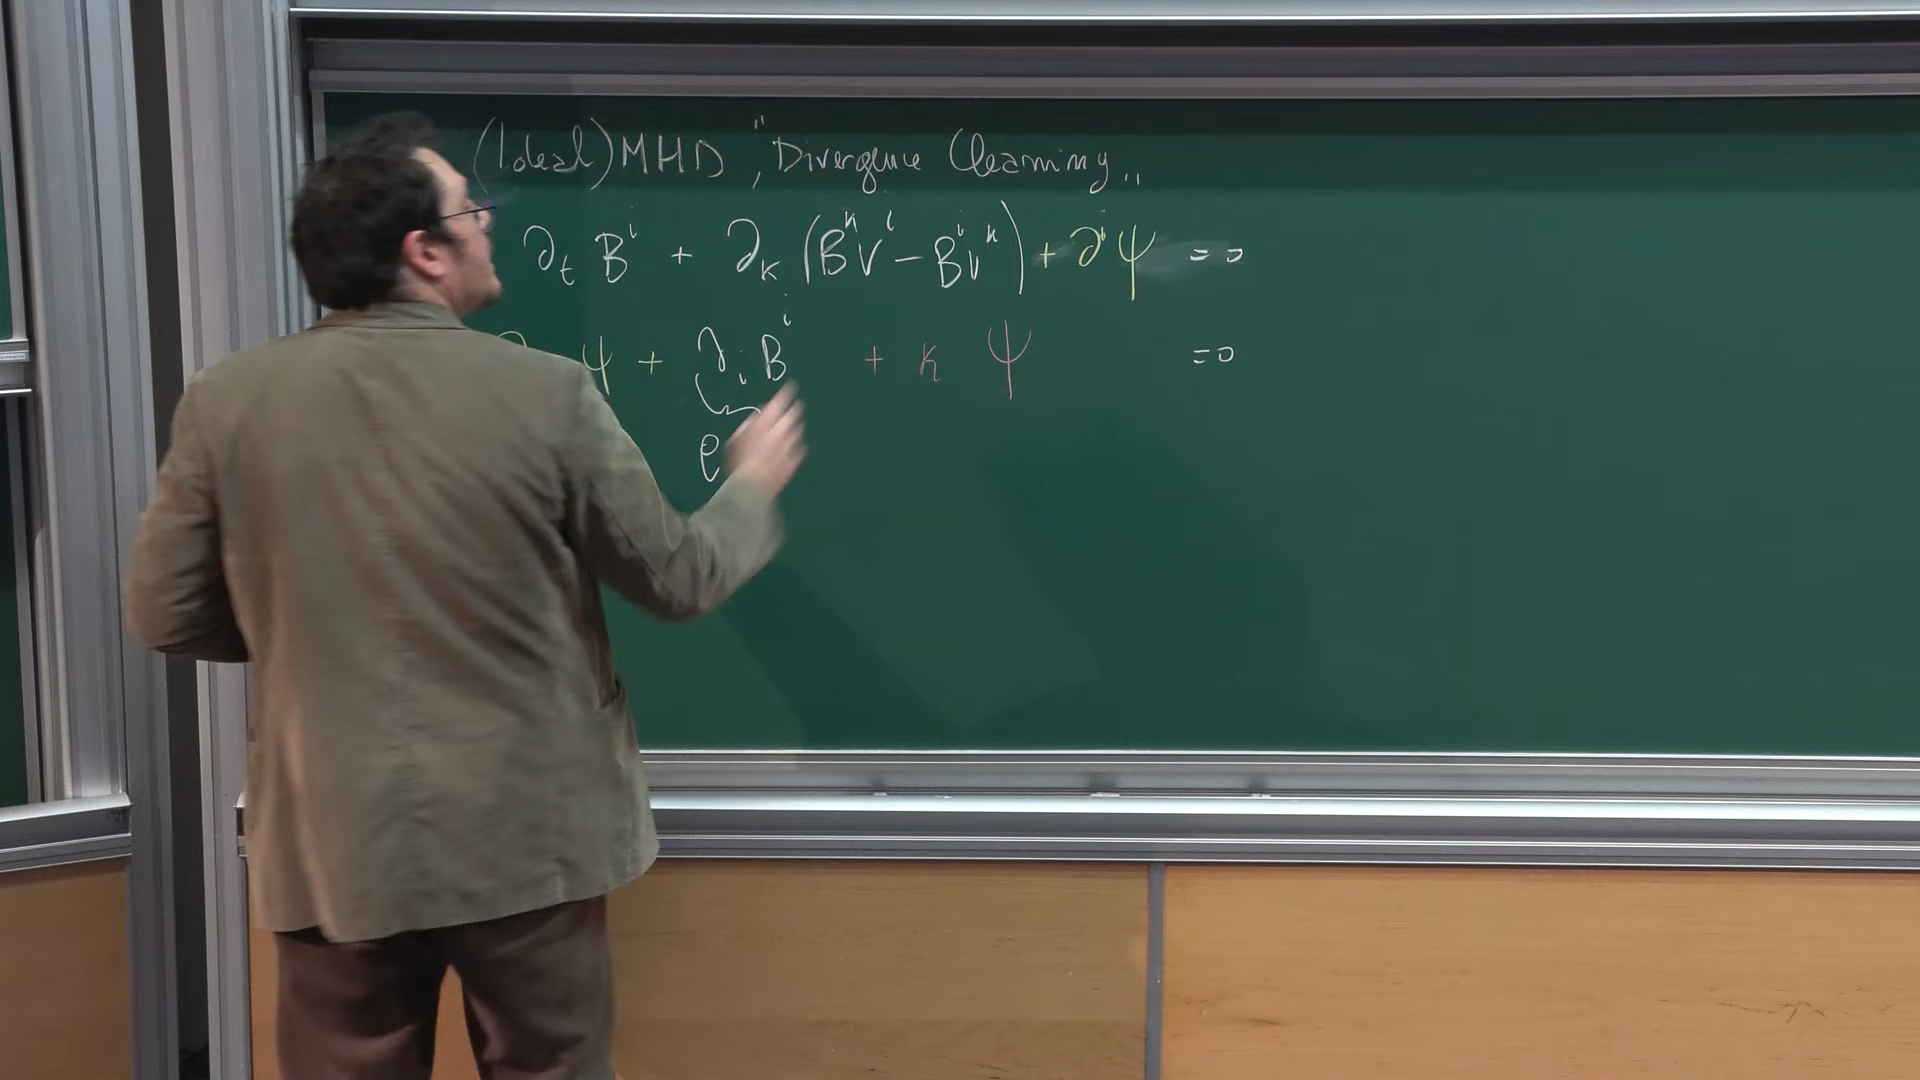 (Ideal) MHD "Divergence Cleaning"
∂_t B^i + ∂_k (B^k v^i − B^i v^k) + ∂^i ψ = 0
ψ + ∂_i B^i + κ ψ = 0